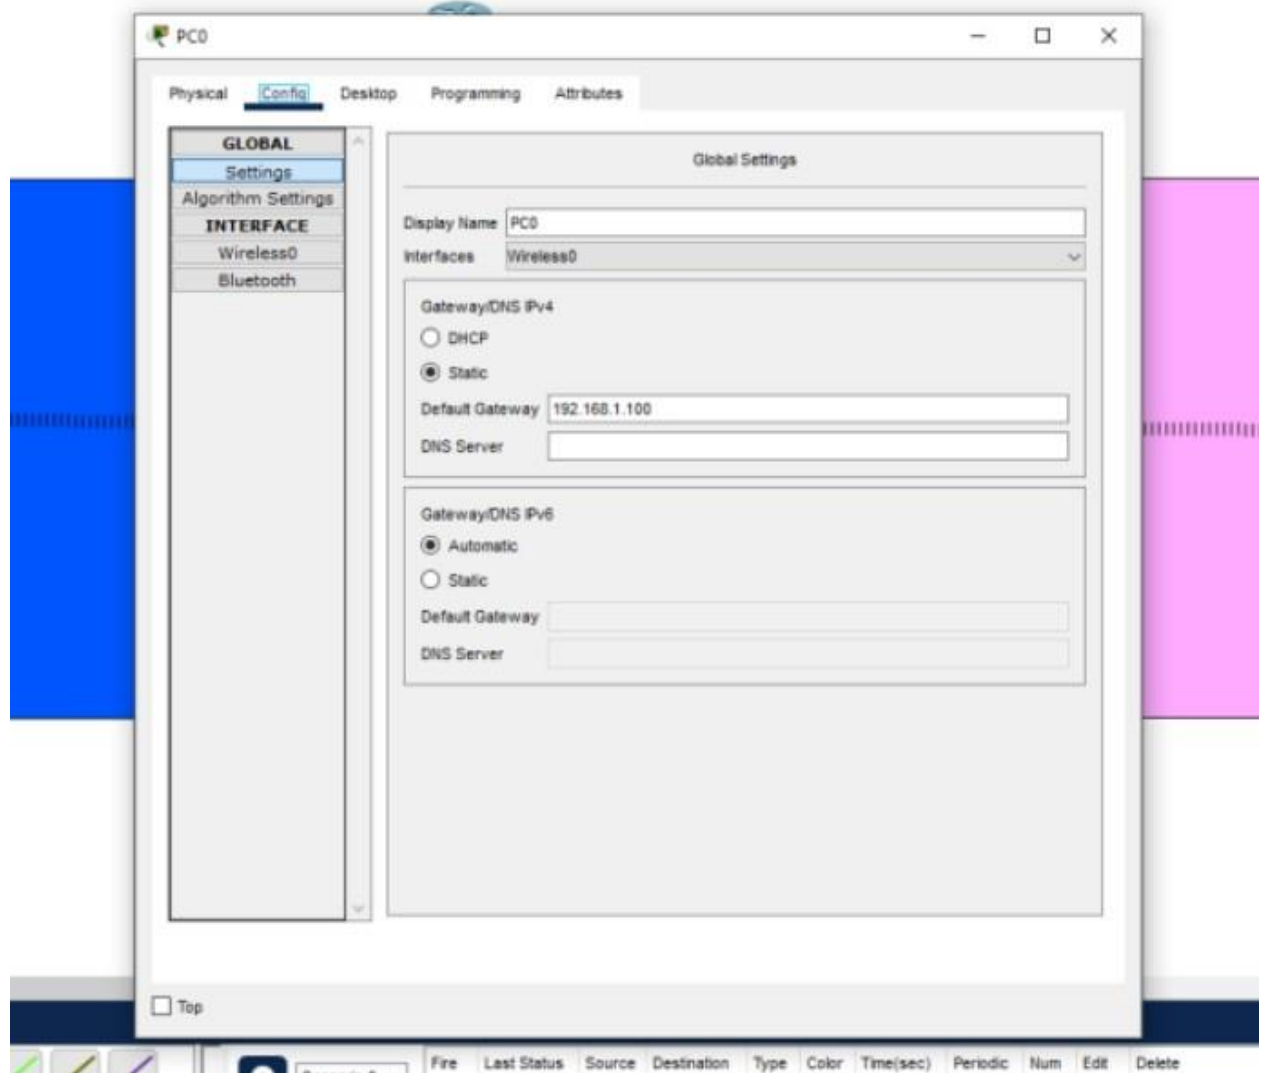 PC0
Physical Config Desktop Programming Attributes
GLOBAL
Settings
Algorithm Settings
INTERFACE
Wireless0
Bluetooth
Global Settings
Display Name PC0
Interfaces Wireless0
Gateway/DNS IPv4
DHCP
Static
Default Gateway 192.168.1.100
DNS Server
Gateway/DNS IPv6
Automatic
Static
Default Gateway
DNS Server
Top
Fire Last Status Source Destination Type Color Time(sec) Periodic Num Edit Delete